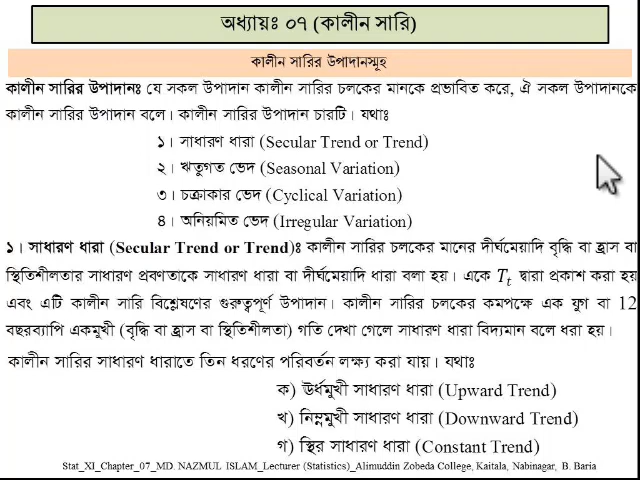 অধ্যায়ঃ ০৭ (কালীন সারি)
কালীন সারির উপাদানসমূহ
কালীন সারির উপাদানঃ যে সকল উপাদান কালীন সারির চলকের মানকে প্রভাবিত করে, ঐ সকল উপাদানকে
কালীন সারির উপাদান বলে। কালীন সারির উপাদান চারটি। যথাঃ
১। সাধারণ ধারা (Secular Trend or Trend)
২। ঋতুগত ভেদ (Seasonal Variation)
৩। চক্রাকার ভেদ (Cyclical Variation)
৪। অনিয়মিত ভেদ (Irregular Variation)
১। সাধারণ ধারা (Secular Trend or Trend)ঃ কালীন সারির চলকের মানের দীর্ঘমেয়াদি বৃদ্ধি বা হ্রাস বা
স্থিতিশীলতার সাধারণ প্রবণতাকে সাধারণ ধারা বা দীর্ঘমেয়াদি ধারা বলা হয়। একে Tₜ দ্বারা প্রকাশ করা হয়
এবং এটি কালীন সারি বিশ্লেষণের গুরুত্বপূর্ণ উপাদান। কালীন সারির চলকের কমপক্ষে এক যুগ বা 12
বছরব্যাপি একমুখী (বৃদ্ধি বা হ্রাস বা স্থিতিশীলতা) গতি দেখা গেলে সাধারণ ধারা বিদ্যমান বলে ধরা হয়।
কালীন সারির সাধারণ ধারাতে তিন ধরণের পরিবর্তন লক্ষ্য করা যায়। যথাঃ
ক) ঊর্ধমুখী সাধারণ ধারা (Upward Trend)
খ) নিম্নমুখী সাধারণ ধারা (Downward Trend)
গ) স্থির সাধারণ ধারা (Constant Trend)
Stat_XI_Chapter_07_MD. NAZMUL ISLAM_Lecturer (Statistics)_Alimuddin Zobeda College, Kaitala, Nabinagar, B. Baria